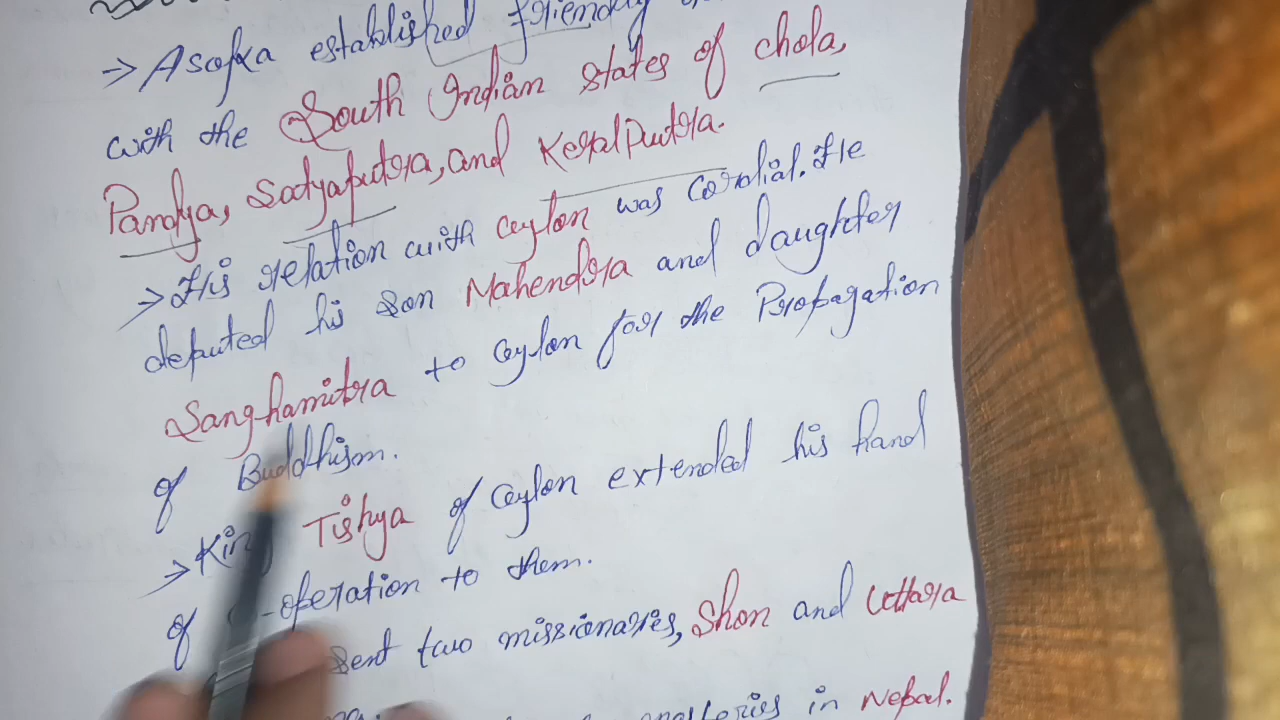 → Asoka established friendly
with the South Indian states of chola,
Pandya, Satyaputra, and KeralPutra.
→ His relation with ceylon was cordial. He
deputed his son Mahendra and daughter
Sanghamitra to Ceylon for the Propagation
of Buddhism.
→ King Tishya of Ceylon extended his hand
of co-operation to them.
sent two missionaries, Shon and Uttara
in Nepal.